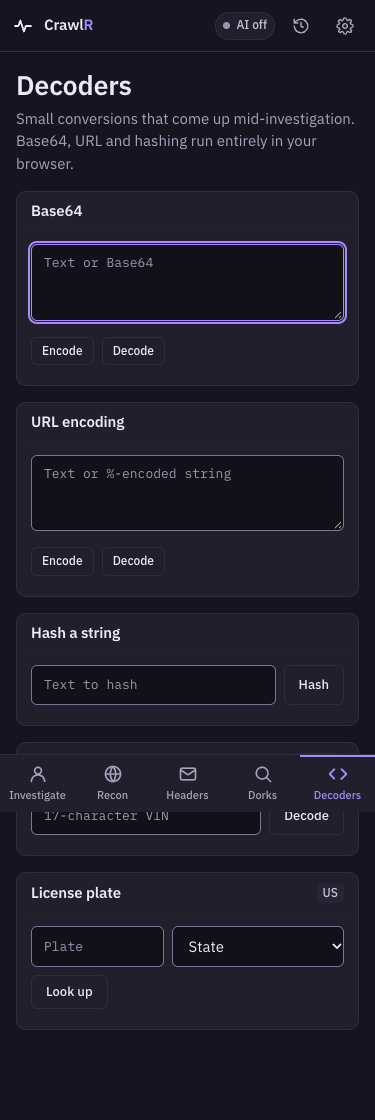 CrawlR
AI off
Decoders
Small conversions that come up mid-investigation.
Base64, URL and hashing run entirely in your
browser.
Base64
Text or Base64
Encode
Decode
URL encoding
Text or %-encoded string
Encode
Decode
Hash a string
Text to hash
Hash
Investigate
Recon
Headers
Dorks
Decoders
17-character VIN
Decode
License plate
US
Plate
State
Look up